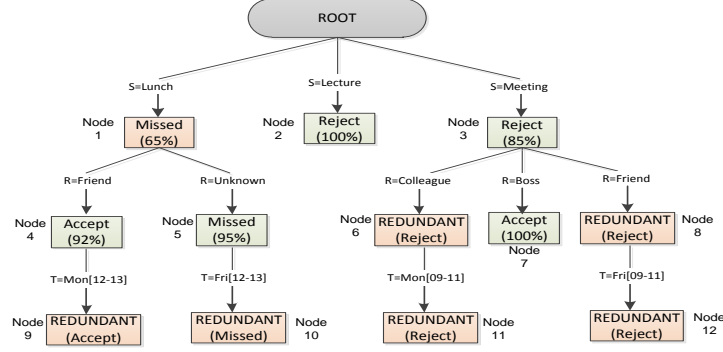 ROOT
S=Lunch
S=Lecture
S=Meeting
Node
1
Missed
(65%)
Node
2
Reject
(100%)
Node
3
Reject
(85%)
R=Friend
R=Unknown
R=Colleague
R=Boss
R=Friend
Node
4
Accept
(92%)
Node
5
Missed
(95%)
Node
6
REDUNDANT
(Reject)
Accept
(100%)
Node
7
REDUNDANT
(Reject)
Node
8
T=Mon[12-13]
T=Fri[12-13]
T=Mon[09-11]
T=Fri[09-11]
Node
9
REDUNDANT
(Accept)
REDUNDANT
(Missed)
Node
10
REDUNDANT
(Reject)
Node
11
REDUNDANT
(Reject)
Node
12